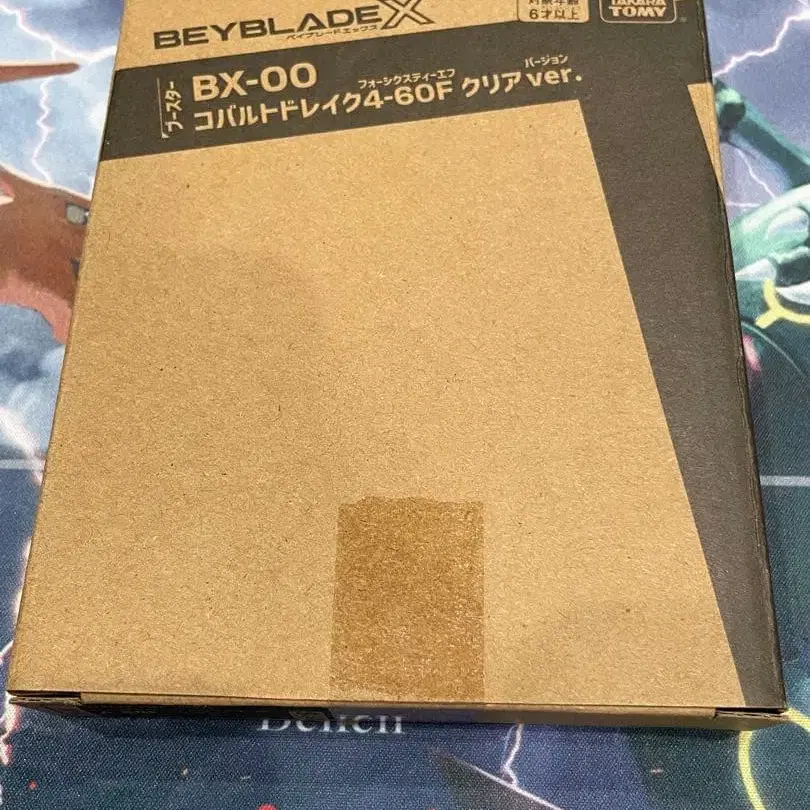 BEYBLADE X
ベイブレードエックス
対象年齢
6才以上
TAKARA
TOMY
ブースター
BX-00
フォーシックスティーエフ
バージョン
コバルトドレイク4-60F クリアver.
Bench